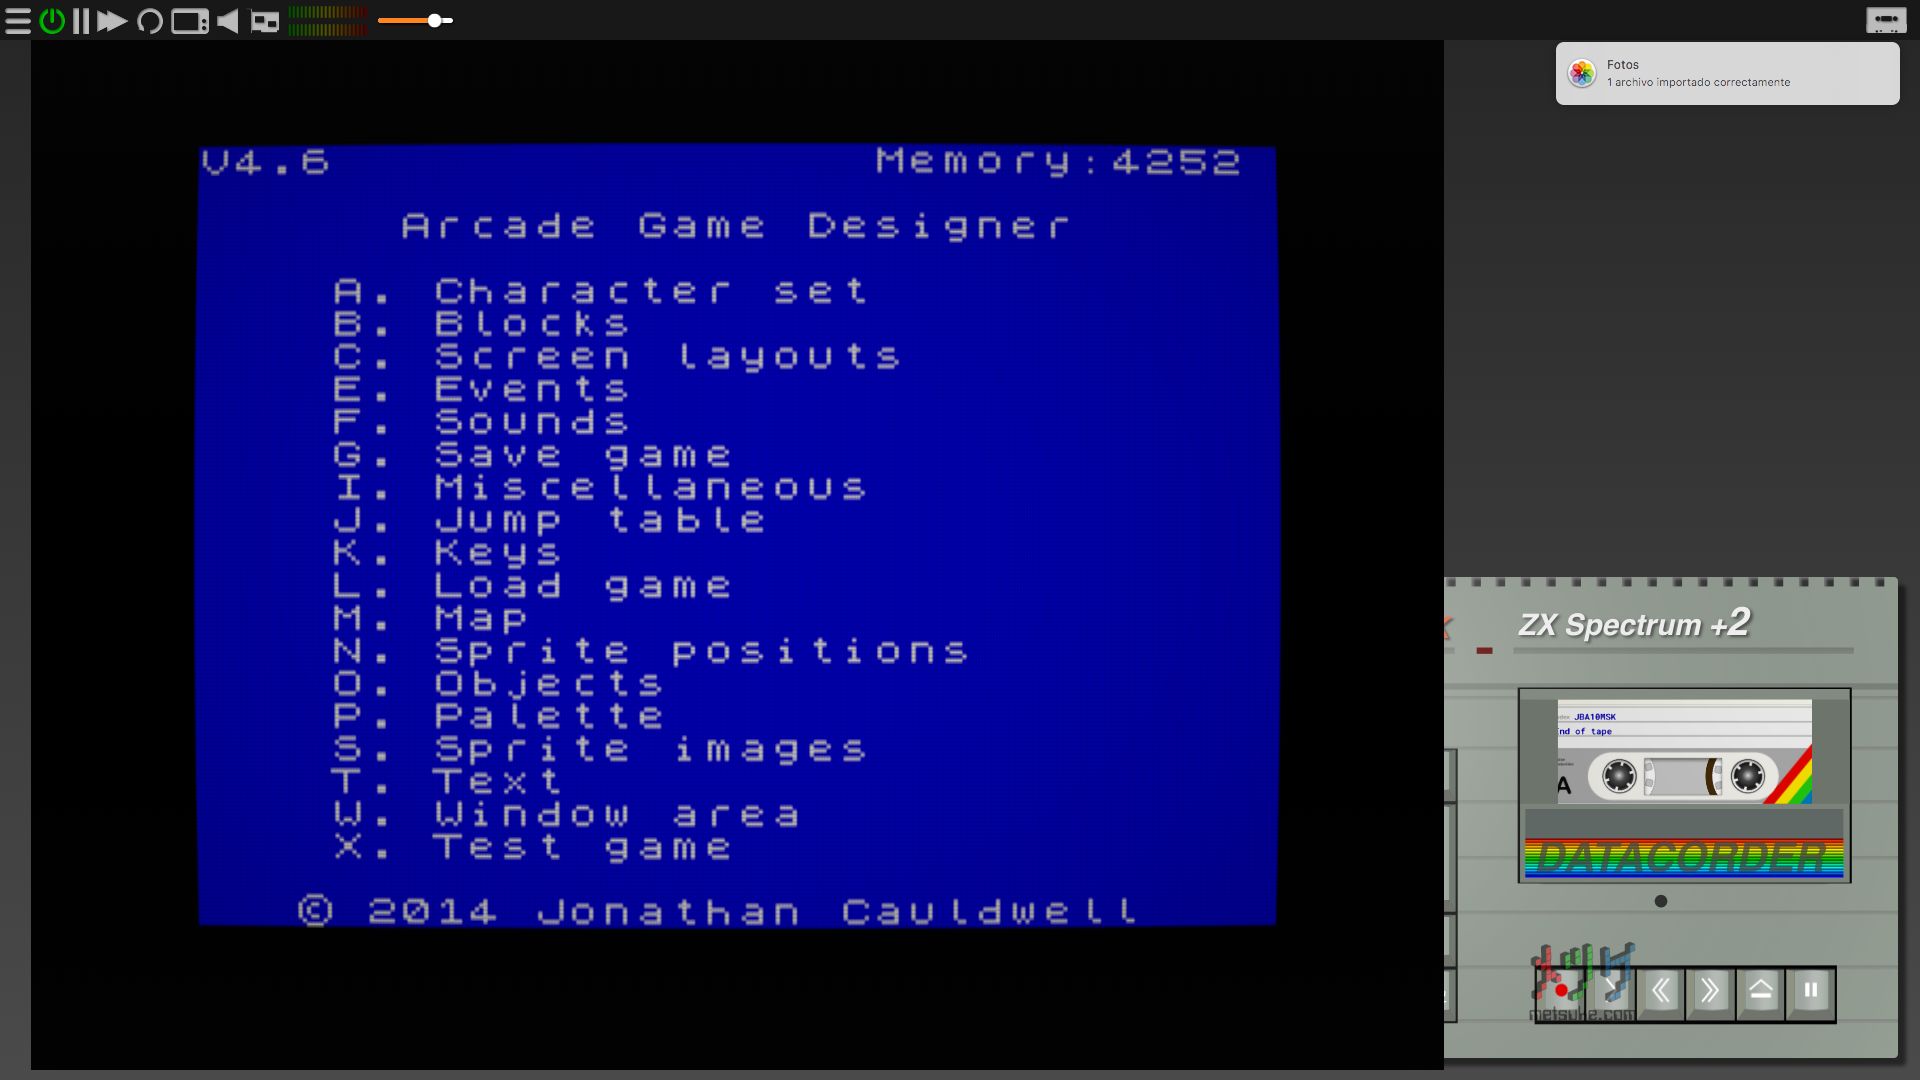 Fotos
1 archivo importado correctamente
V4.6 Memory:4252
Arcade Game Designer
A. Character set
B. Blocks
C. Screen layouts
E. Events
F. Sounds
G. Save game
I. Miscellaneous
J. Jump table
K. Keys
L. Load game
M. Map
N. Sprite positions
O. Objects
P. Palette
S. Sprite images
T. Text
W. Window area
X. Test game
© 2014 Jonathan Cauldwell
ZX Spectrum +2
JBA10MSK
End of tape
A
DATACORDER
metsuke.com